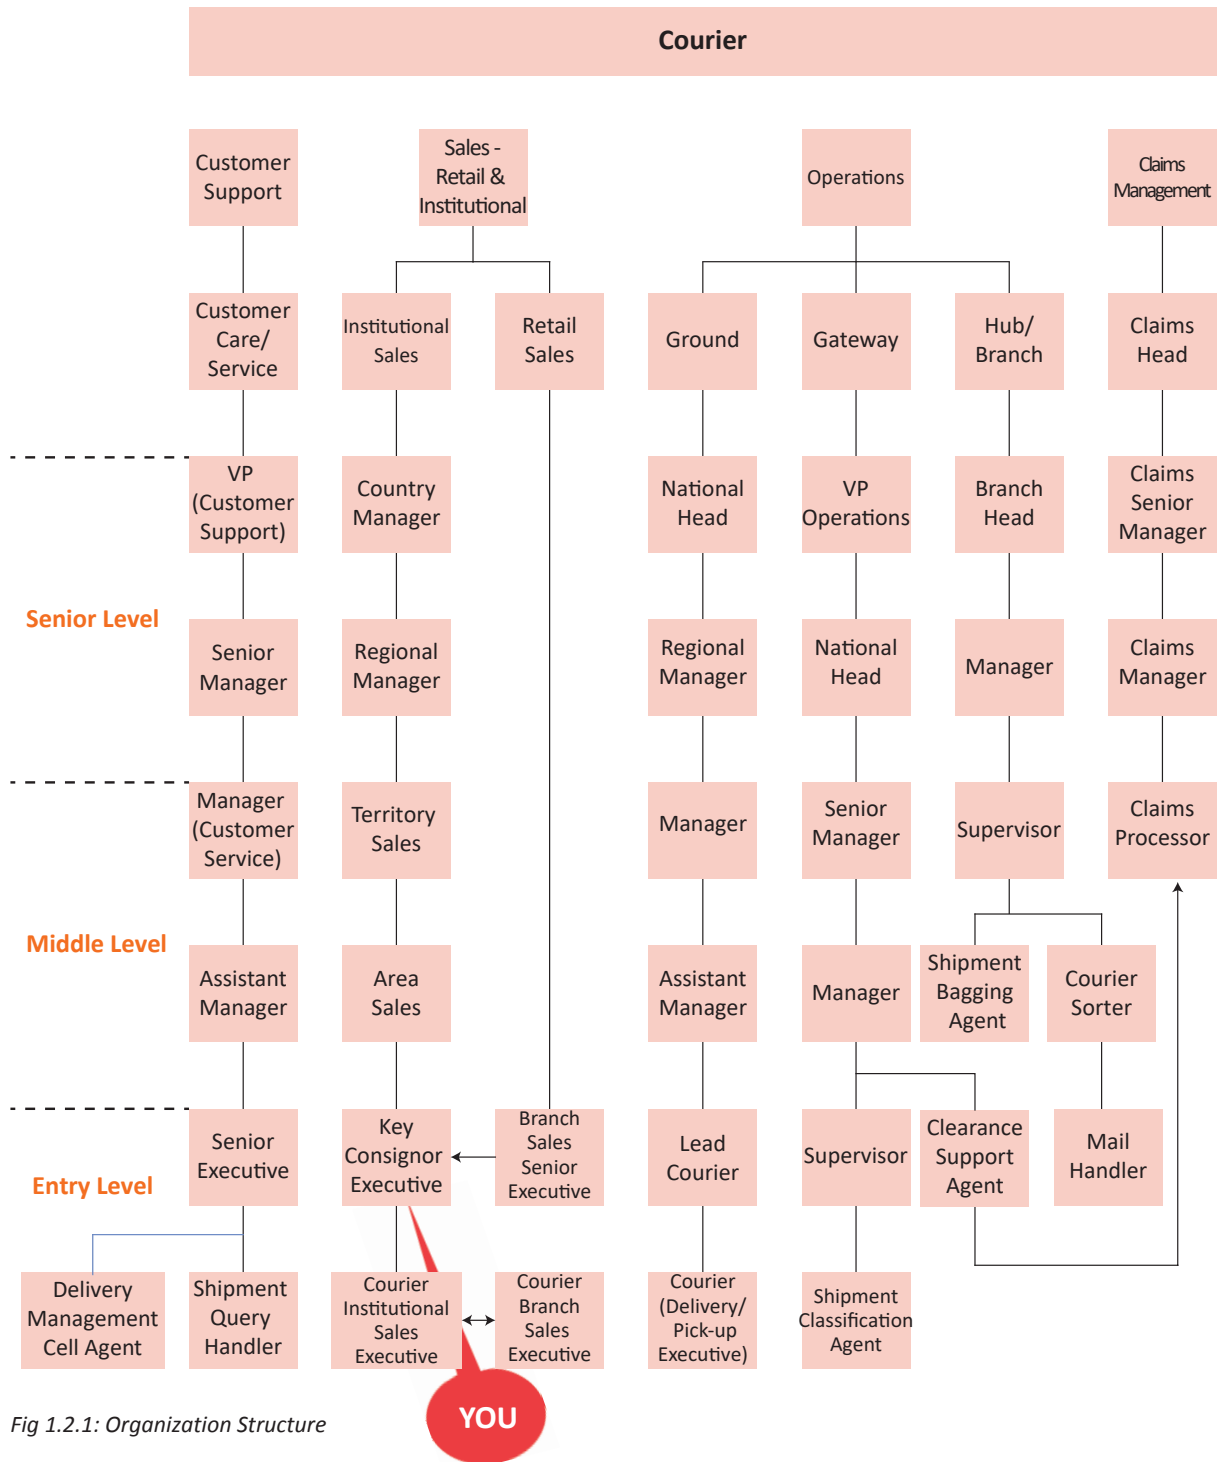 Courier
Customer
Support
Sales -
Retail &
Institutional
Operations
Claims
Management
Customer
Care/
Service
Institutional
Sales
Retail
Sales
Ground
Gateway
Hub/
Branch
Claims
Head
VP
(Customer
Support)
Country
Manager
National
Head
VP
Operations
Branch
Head
Claims
Senior
Manager
Senior Level
Senior
Manager
Regional
Manager
Regional
Manager
National
Head
Manager
Claims
Manager
Manager
(Customer
Service)
Territory
Sales
Manager
Senior
Manager
Supervisor
Claims
Processor
Middle Level
Assistant
Manager
Area
Sales
Assistant
Manager
Manager
Shipment
Bagging
Agent
Courier
Sorter
Entry Level
Senior
Executive
Key
Consignor
Executive
Branch
Sales
Senior
Executive
Lead
Courier
Supervisor
Clearance
Support
Agent
Mail
Handler
Delivery
Management
Cell Agent
Shipment
Query
Handler
Courier
Institutional
Sales
Executive
Courier
Branch
Sales
Executive
Courier
(Delivery/
Pick-up
Executive)
Shipment
Classification
Agent
YOU
Fig 1.2.1: Organization Structure